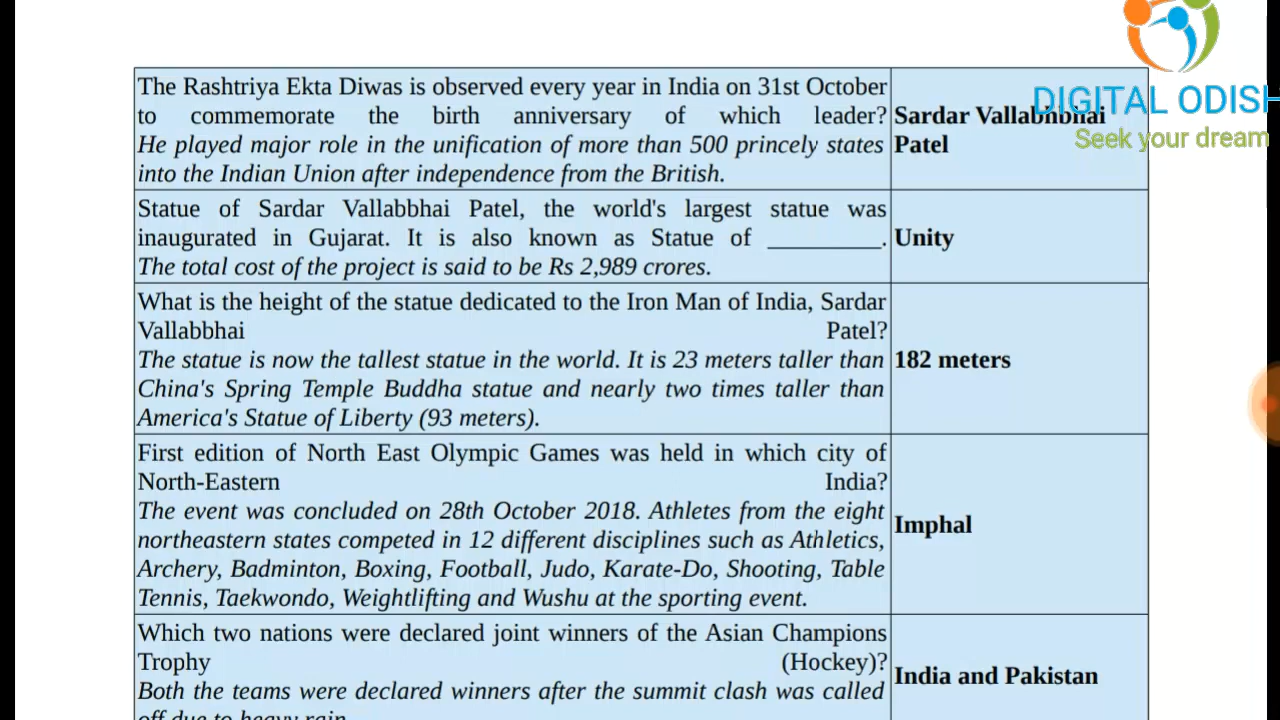 The Rashtriya Ekta Diwas is observed every year in India on 31st October
to commemorate the birth anniversary of which leader?
He played major role in the unification of more than 500 princely states
into the Indian Union after independence from the British.
Sardar Vallabhbhai
Patel
DIGITAL ODISH
Seek your dream
Statue of Sardar Vallabbhai Patel, the world's largest statue was
inaugurated in Gujarat. It is also known as Statue of _________.
The total cost of the project is said to be Rs 2,989 crores.
Unity
What is the height of the statue dedicated to the Iron Man of India, Sardar
Vallabbhai Patel?
The statue is now the tallest statue in the world. It is 23 meters taller than
China's Spring Temple Buddha statue and nearly two times taller than
America's Statue of Liberty (93 meters).
182 meters
First edition of North East Olympic Games was held in which city of
North-Eastern India?
The event was concluded on 28th October 2018. Athletes from the eight
northeastern states competed in 12 different disciplines such as Athletics,
Archery, Badminton, Boxing, Football, Judo, Karate-Do, Shooting, Table
Tennis, Taekwondo, Weightlifting and Wushu at the sporting event.
Imphal
Which two nations were declared joint winners of the Asian Champions
Trophy (Hockey)?
Both the teams were declared winners after the summit clash was called
off due to heavy rain
India and Pakistan